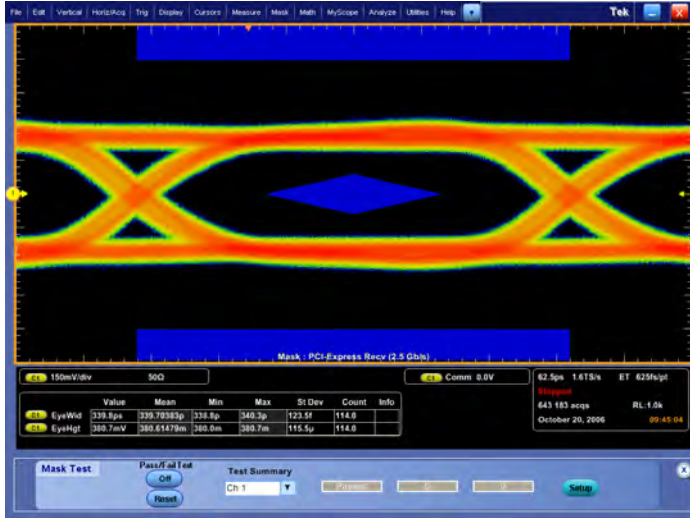 File Edit Vertical Horiz/Acq Trig Display Cursors Measure Mask Math MyScope Analyze Utilities Help Tek X
Mask : PCI-Express Recv (2.5 Gb/s)
C1 150mV/div 50Ω
C1 Comm 0.0V
62.5ps 1.6TS/s ET 625fs/pt
Stopped
643 183 acqs RL:1.0k
October 20, 2006 09:45:04
Value Mean Min Max St Dev Count Info
C1 EyeWid 339.8ps 339.70383p 338.9p 340.3p 123.5f 114.0
C1 EyeHgt 380.7mV 380.61479m 380.0m 380.7m 115.5µ 114.0
Mask Test
Pass/Fail Test
Off
Reset
Test Summary
Ch 1
Passed 0 0
Setup
X